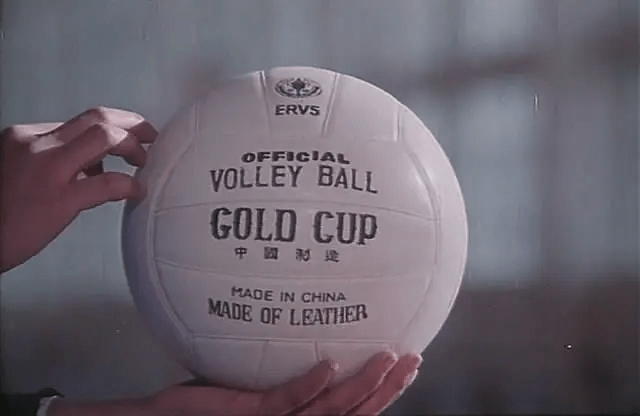 ERVS
OFFICIAL
VOLLEY BALL
GOLD CUP
中國制造
MADE IN CHINA
MADE OF LEATHER